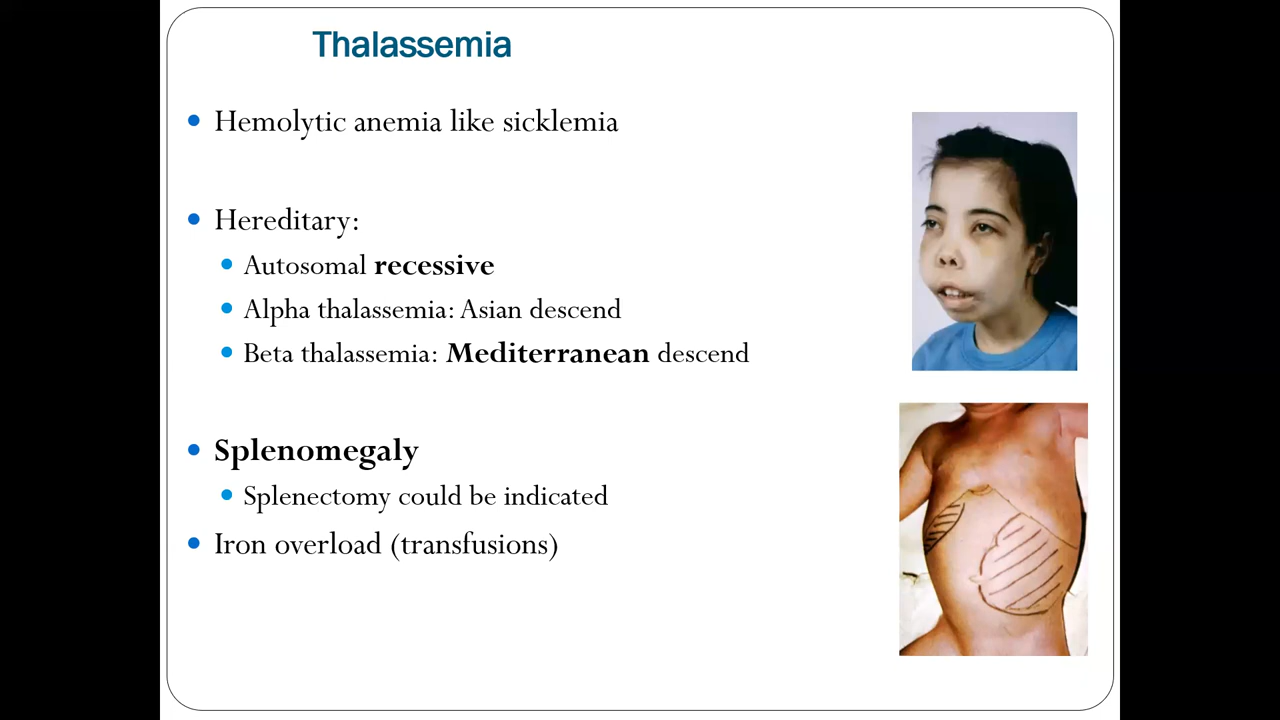 Thalassemia
Hemolytic anemia like sicklemia
Hereditary:
Autosomal recessive
Alpha thalassemia: Asian descend
Beta thalassemia: Mediterranean descend
Splenomegaly
Splenectomy could be indicated
Iron overload (transfusions)